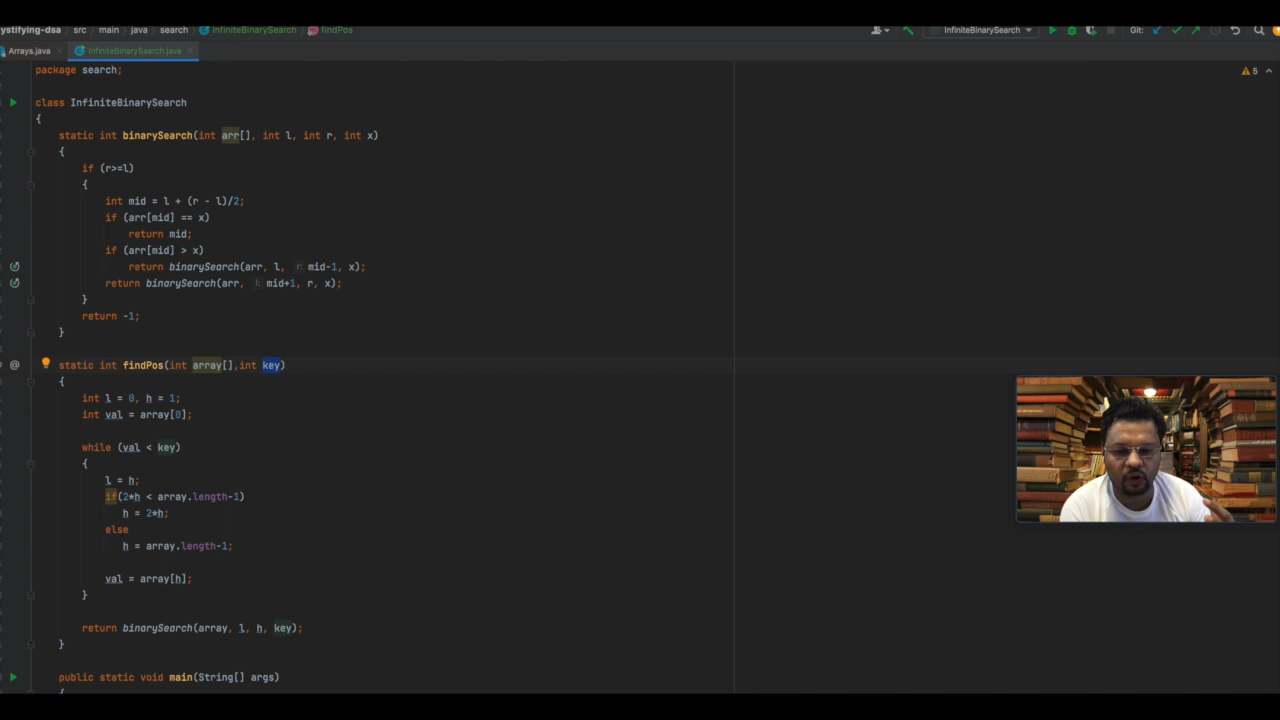 ystifying-dsa src main java search InfiniteBinarySearch findPos InfiniteBinarySearch Git:
Arrays.java InfiniteBinarySearch.java
package search; 5
class InfiniteBinarySearch
{
static int binarySearch(int arr[], int l, int r, int x)
{
if (r>=l)
{
int mid = l + (r - l)/2;
if (arr[mid] == x)
return mid;
if (arr[mid] > x)
return binarySearch(arr, l, r: mid-1, x);
return binarySearch(arr, l: mid+1, r, x);
}
return -1;
}
static int findPos(int array[],int key)
{
int l = 0, h = 1;
int val = array[0];
while (val < key)
{
l = h;
if(2*h < array.length-1)
h = 2*h;
else
h = array.length-1;
val = array[h];
}
return binarySearch(array, l, h, key);
}
public static void main(String[] args)
{